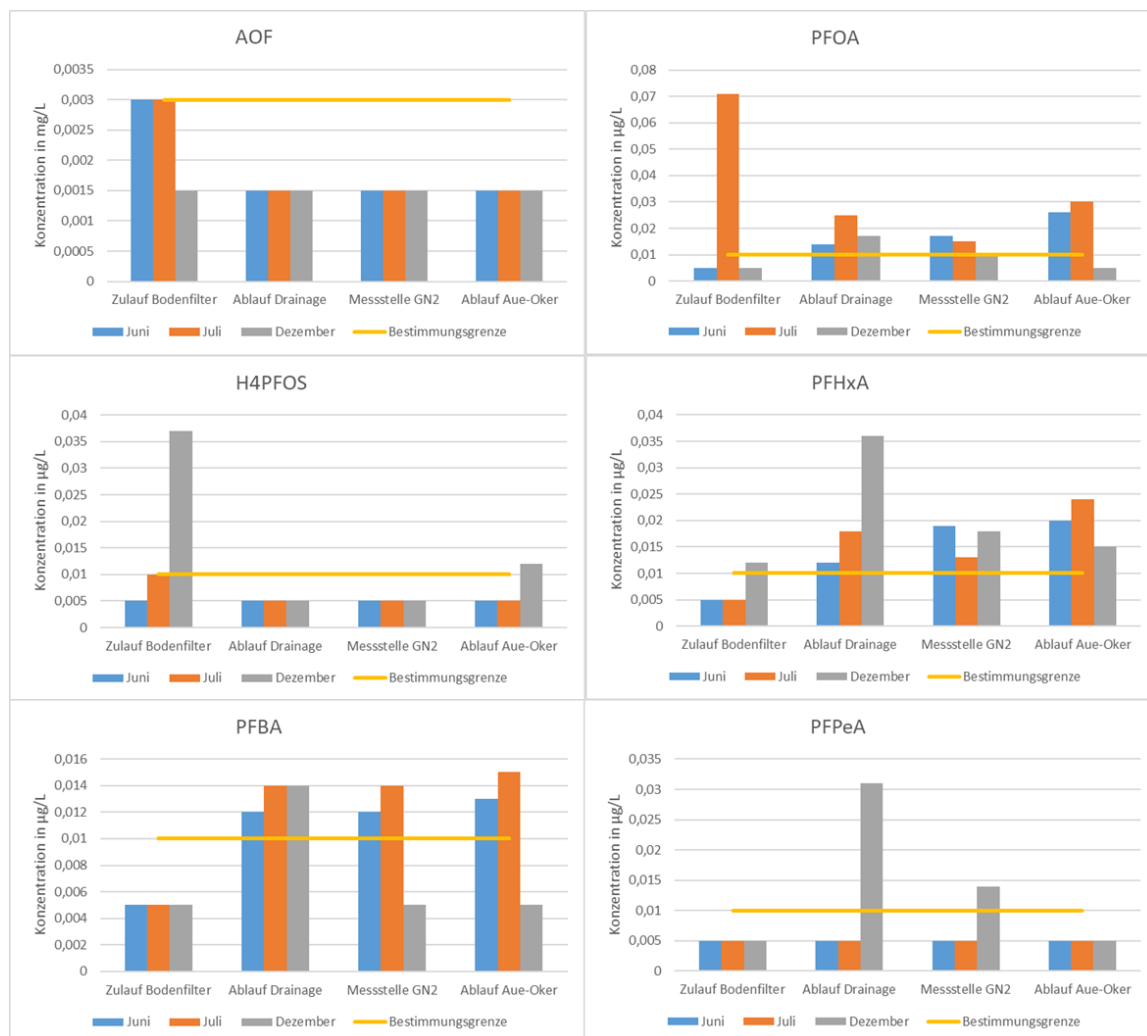 AOF
Konzentration in mg/L
0,0035
0,003
0,0025
0,002
0,0015
0,001
0,0005
0
Zulauf Bodenfilter Ablauf Drainage Messstelle GN2 Ablauf Aue-Oker
Juni Juli Dezember Bestimmungsgrenze
PFOA
Konzentration in µg/L
0,08
0,07
0,06
0,05
0,04
0,03
0,02
0,01
0
Zulauf Bodenfilter Ablauf Drainage Messstelle GN2 Ablauf Aue-Oker
Juni Juli Dezember Bestimmungsgrenze
H4PFOS
Konzentration in µg/L
0,04
0,035
0,03
0,025
0,02
0,015
0,01
0,005
0
Zulauf Bodenfilter Ablauf Drainage Messstelle GN2 Ablauf Aue-Oker
Juni Juli Dezember Bestimmungsgrenze
PFHxA
Konzentration in µg/L
0,04
0,035
0,03
0,025
0,02
0,015
0,01
0,005
0
Zulauf Bodenfilter Ablauf Drainage Messstelle GN2 Ablauf Aue-Oker
Juni Juli Dezember Bestimmungsgrenze
PFBA
Konzentration in µg/L
0,016
0,014
0,012
0,01
0,008
0,006
0,004
0,002
0
Zulauf Bodenfilter Ablauf Drainage Messstelle GN2 Ablauf Aue-Oker
Juni Juli Dezember Bestimmungsgrenze
PFPeA
Konzentration in µg/L
0,035
0,03
0,025
0,02
0,015
0,01
0,005
0
Zulauf Bodenfilter Ablauf Drainage Messstelle GN2 Ablauf Aue-Oker
Juni Juli Dezember Bestimmungsgrenze